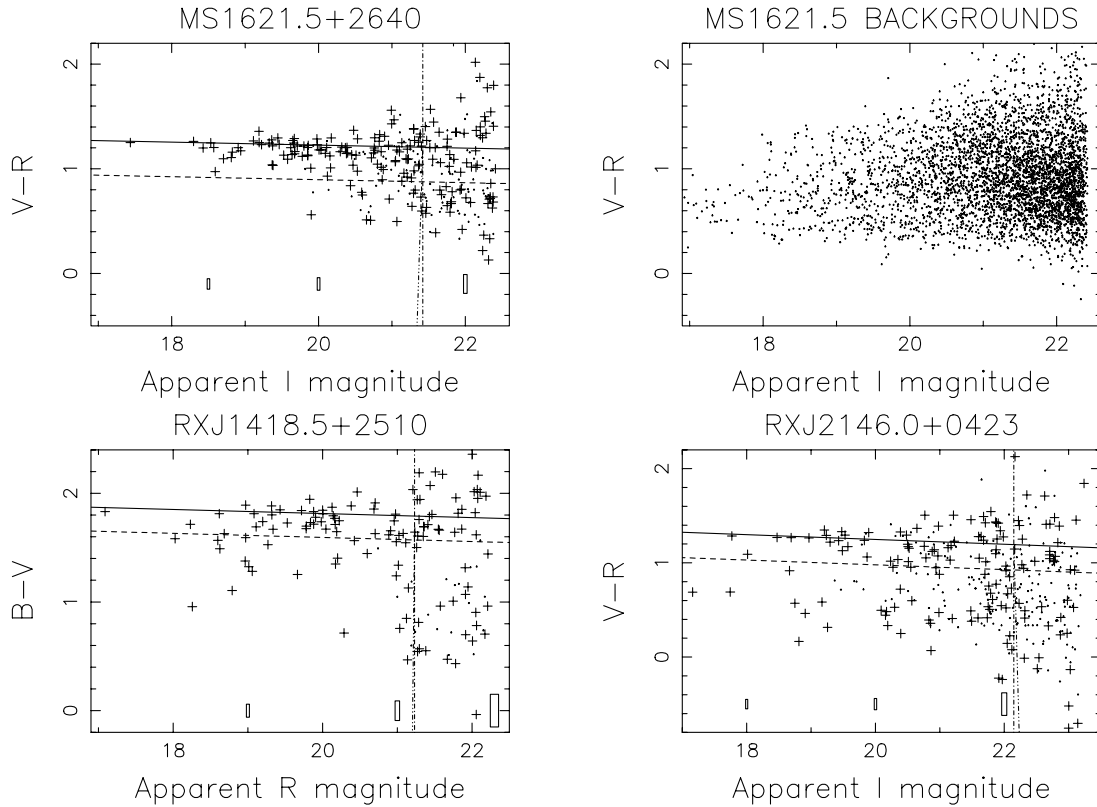 MS1621.5+2640
V-R
2
1
0
18
20
22
Apparent I magnitude
MS1621.5 BACKGROUNDS
V-R
2
1
0
18
20
22
Apparent I magnitude
RXJ1418.5+2510
B-V
2
1
0
18
20
22
Apparent R magnitude
RXJ2146.0+0423
V-R
2
1
0
18
20
22
Apparent I magnitude